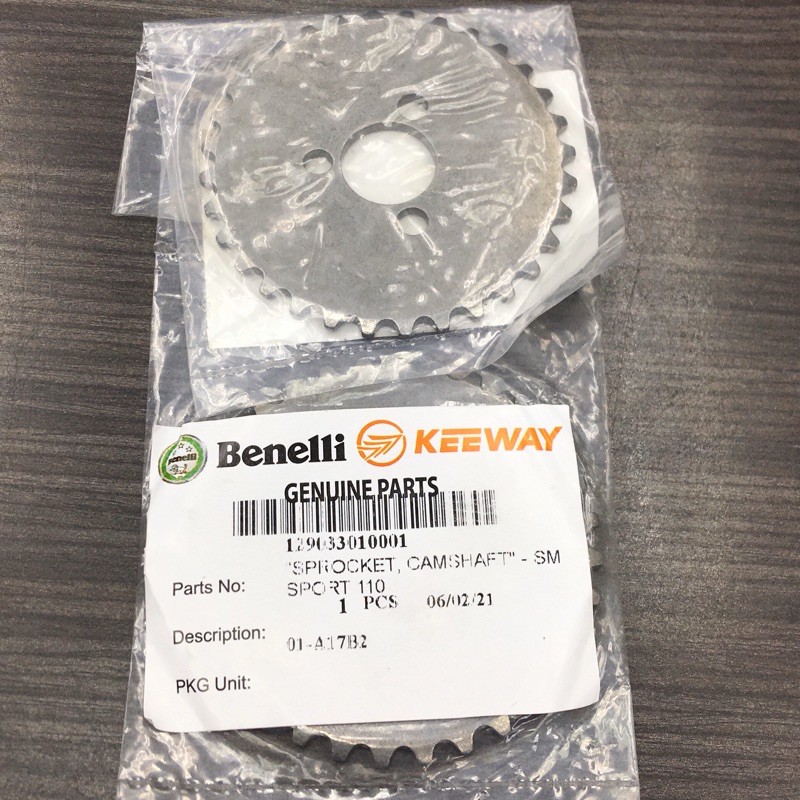 Benelli
Benelli KEEWAY
GENUINE PARTS
129033010001
"SPROCKET, CAMSHAFT" - SM
Parts No: SPORT 110
1 PCS 06/02/21
Description: 01-A17B2
PKG Unit: